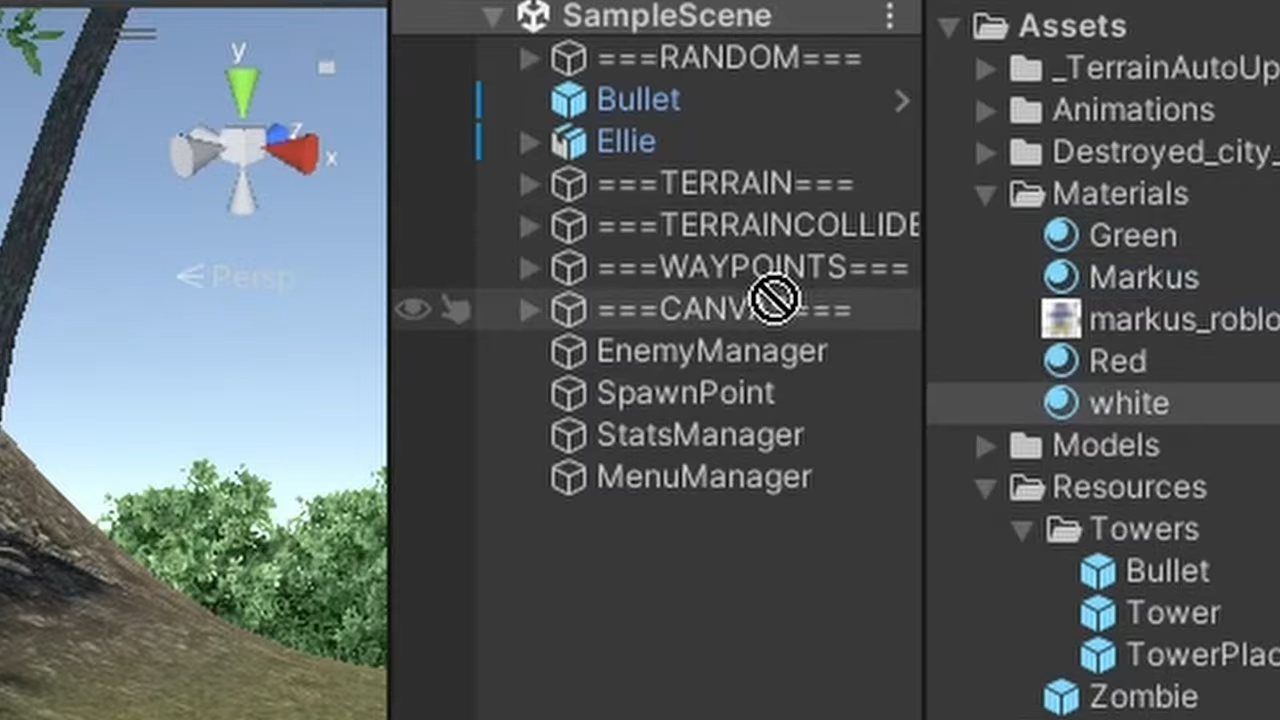 y
z
x
Persp
SampleScene
===RANDOM===
Bullet
Ellie
===TERRAIN===
===TERRAINCOLLIDE
===WAYPOINTS===
EnemyManager
SpawnPoint
StatsManager
MenuManager
Assets
_TerrainAutoUp
Animations
Destroyed_city_
Materials
Green
Markus
markus_roblo
Red
white
Models
Resources
Towers
Bullet
Tower
TowerPlac
Zombie